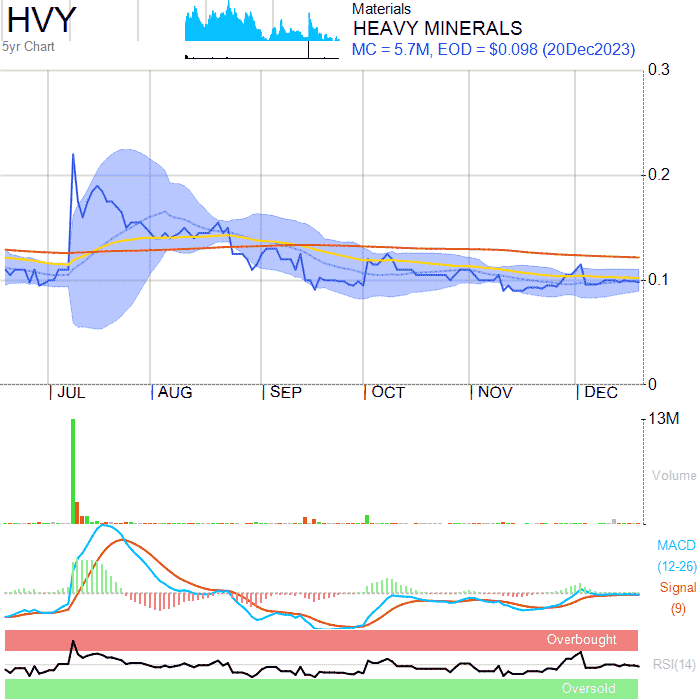 HVY
5yr Chart
Materials
HEAVY MINERALS
MC = 5.7M, EOD = $0.098 (20Dec2023)
0.3
0.2
0.1
0
JUL AUG SEP OCT NOV DEC
13M
Volume
MACD
(12-26)
Signal
(9)
Overbought
RSI(14)
Oversold